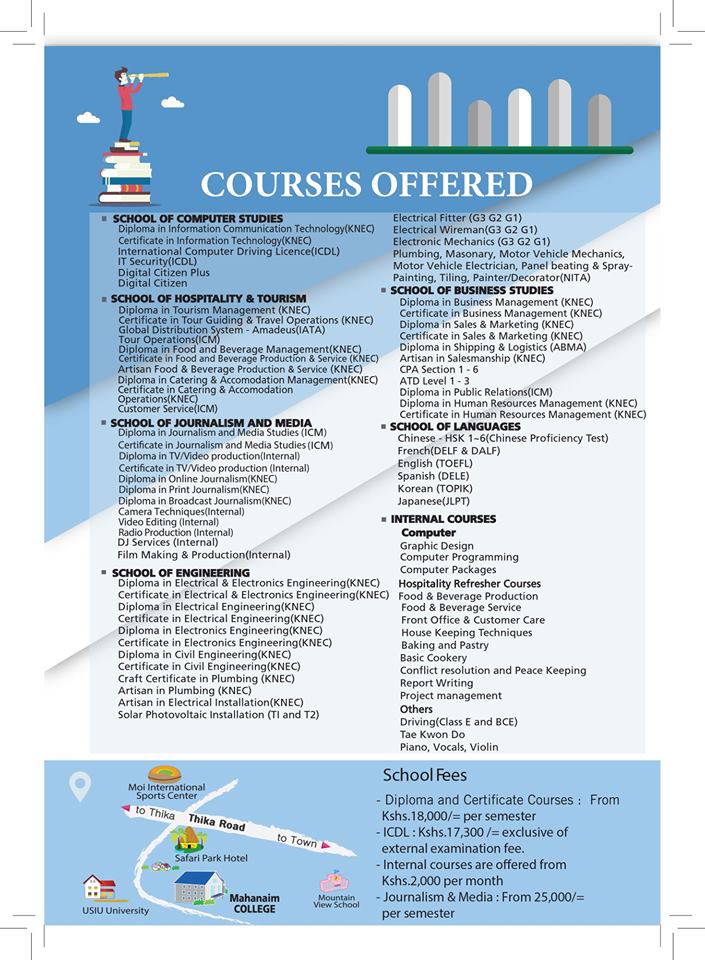 COURSES OFFERED
SCHOOL OF COMPUTER STUDIES
Diploma in Information Communication Technology(KNEC)
Certificate in Information Technology(KNEC)
International Computer Driving Licence(ICDL)
IT Security(ICDL)
Digital Citizen Plus
Digital Citizen
SCHOOL OF HOSPITALITY & TOURISM
Diploma in Tourism Management (KNEC)
Certificate in Tour Guiding & Travel Operations (KNEC)
Global Distribution System - Amadeus(IATA)
Tour Operations(ICM)
Diploma in Food and Beverage Management(KNEC)
Certificate in Food and Beverage Production & Service (KNEC)
Artisan Food & Beverage Production & Service (KNEC)
Diploma in Catering & Accomodation Management(KNEC)
Certificate in Catering & Accomodation
Operations(KNEC)
Customer Service(ICM)
SCHOOL OF JOURNALISM AND MEDIA
Diploma in Journalism and Media Studies (ICM)
Certificate in Journalism and Media Studies (ICM)
Diploma in TV/Video production(Internal)
Certificate in TV/Video production (Internal)
Diploma in Online Journalism(KNEC)
Diploma in Print Journalism(KNEC)
Diploma in Broadcast Journalism(KNEC)
Camera Techniques(Internal)
Video Editing (Internal)
Radio Production (Internal)
DJ Services (Internal)
Film Making & Production(Internal)
SCHOOL OF ENGINEERING
Diploma in Electrical & Electronics Engineering(KNEC)
Certificate in Electrical & Electronics Engineering(KNEC)
Diploma in Electrical Engineering(KNEC)
Certificate in Electrical Engineering(KNEC)
Diploma in Electronics Engineering(KNEC)
Certificate in Electronics Engineering(KNEC)
Diploma in Civil Engineering(KNEC)
Certificate in Civil Engineering(KNEC)
Craft Certificate in Plumbing (KNEC)
Artisan in Plumbing (KNEC)
Artisan in Electrical Installation(KNEC)
Solar Photovoltaic Installation (TI and T2)
Electrical Fitter (G3 G2 G1)
Electrical Wireman(G3 G2 G1)
Electronic Mechanics (G3 G2 G1)
Plumbing, Masonary, Motor Vehicle Mechanics,
Motor Vehicle Electrician, Panel beating & Spray-
Painting, Tiling, Painter/Decorator(NITA)
SCHOOL OF BUSINESS STUDIES
Diploma in Business Management (KNEC)
Certificate in Business Management (KNEC)
Diploma in Sales & Marketing (KNEC)
Certificate in Sales & Marketing (KNEC)
Diploma in Shipping & Logistics (ABMA)
Artisan in Salesmanship (KNEC)
CPA Section 1 - 6
ATD Level 1 - 3
Diploma in Public Relations(ICM)
Diploma in Human Resources Management (KNEC)
Certificate in Human Resources Management (KNEC)
SCHOOL OF LANGUAGES
Chinese - HSK 1~6(Chinese Proficiency Test)
French(DELF & DALF)
English (TOEFL)
Spanish (DELE)
Korean (TOPIK)
Japanese(JLPT)
INTERNAL COURSES
Computer
Graphic Design
Computer Programming
Computer Packages
Hospitality Refresher Courses
Food & Beverage Production
Food & Beverage Service
Front Office & Customer Care
House Keeping Techniques
Baking and Pastry
Basic Cookery
Conflict resolution and Peace Keeping
Report Writing
Project management
Others
Driving(Class E and BCE)
Tae Kwon Do
Piano, Vocals, Violin
Moi International
Sports Center
to Thika Thika Road to Town
Safari Park Hotel
USIU University
Mahanaim
COLLEGE
Mountain
View School
School Fees
- Diploma and Certificate Courses : From
Kshs.18,000/= per semester
- ICDL : Kshs.17,300 /= exclusive of
external examination fee.
- Internal courses are offered from
Kshs.2,000 per month
- Journalism & Media : From 25,000/=
per semester